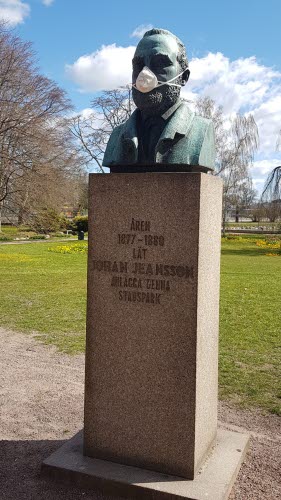 ÅREN
1877-1880
LÄT
JOHAN JEANSSON
ANLÄGGA DENNA
STADSPARK